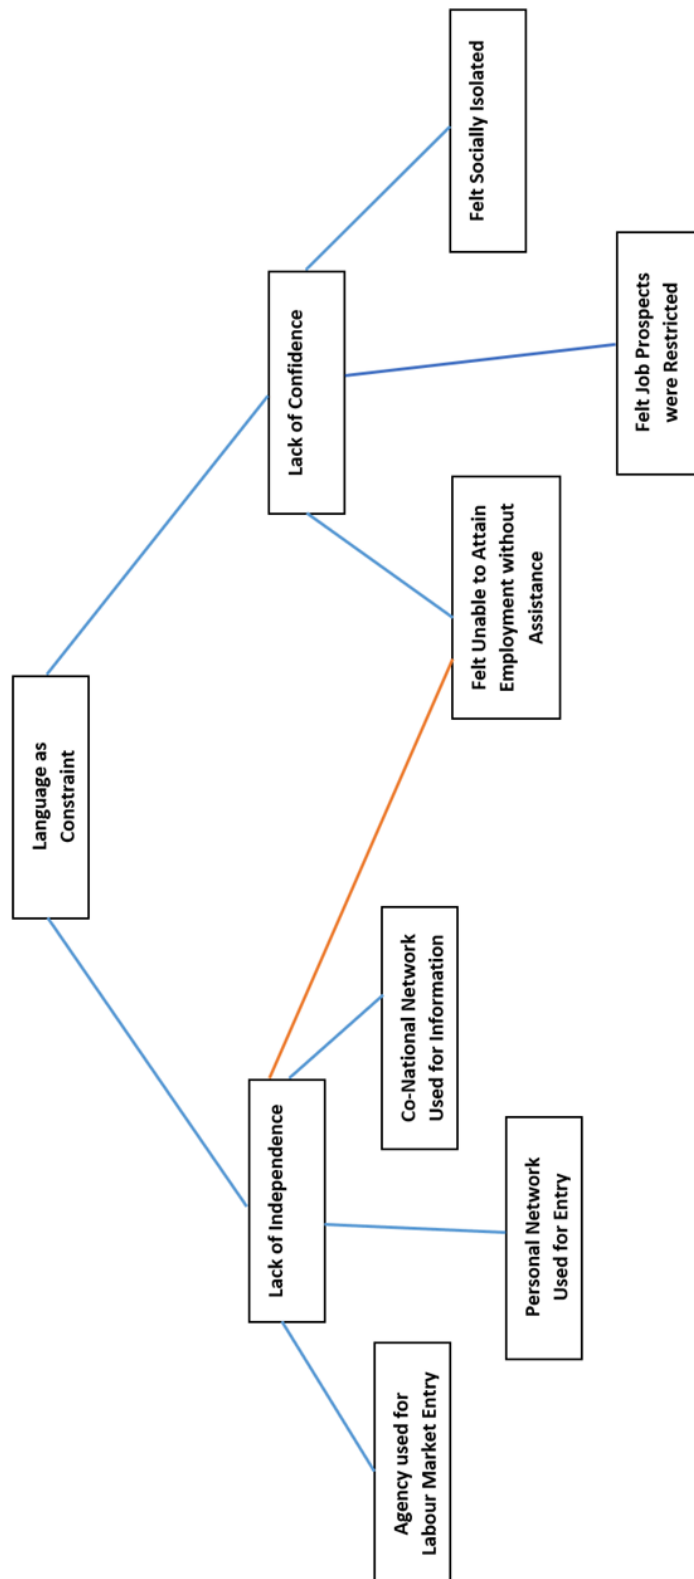 Language as
Constraint
Lack of Independence
Lack of Confidence
Agency used for
Labour Market Entry
Personal Network
Used for Entry
Co-National Network
Used for Information
Felt Unable to Attain
Employment without
Assistance
Felt Job Prospects
were Restricted
Felt Socially Isolated